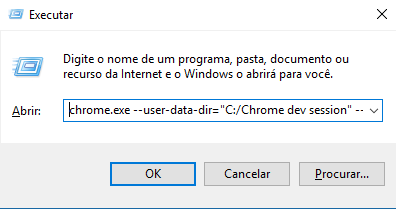 Executar
Digite o nome de um programa, pasta, documento ou
recurso da Internet e o Windows o abrirá para você.
Abrir: chrome.exe --user-data-dir="C:/Chrome dev session" --
OK Cancelar Procurar...